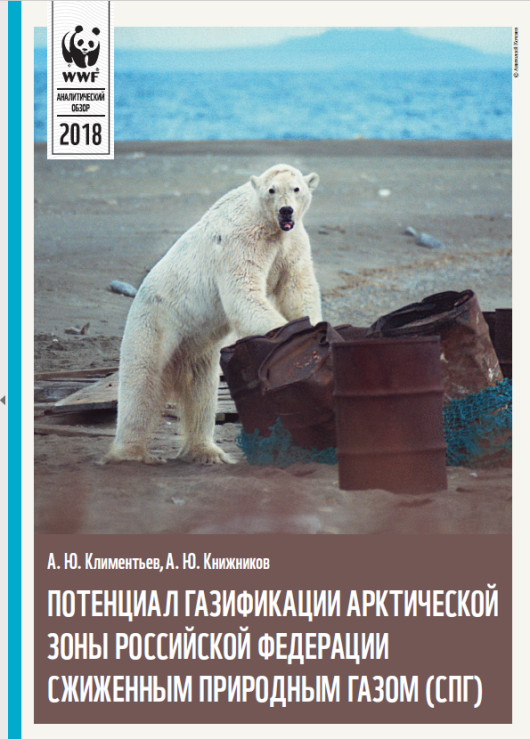 WWF
АНАЛИТИЧЕСКИЙ
ОБЗОР
2018
А. Ю. Климентьев, А. Ю. Книжников
ПОТЕНЦИАЛ ГАЗИФИКАЦИИ АРКТИЧЕСКОЙ
ЗОНЫ РОССИЙСКОЙ ФЕДЕРАЦИИ
СЖИЖЕННЫМ ПРИРОДНЫМ ГАЗОМ (СПГ)